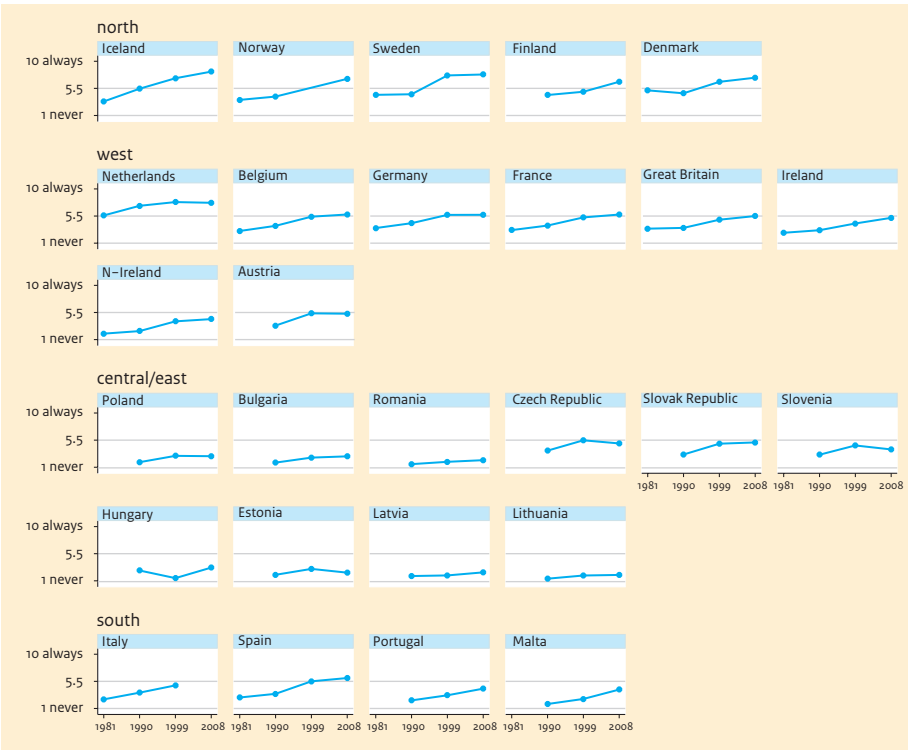 north
Iceland Norway Sweden Finland Denmark
10 always
5.5
1 never
west
Netherlands Belgium Germany France Great Britain Ireland
10 always
5.5
1 never
N-Ireland Austria
10 always
5.5
1 never
central/east
Poland Bulgaria Romania Czech Republic Slovak Republic Slovenia
10 always
5.5
1 never
1981 1990 1999 2008 1981 1990 1999 2008
Hungary Estonia Latvia Lithuania
10 always
5.5
1 never
south
Italy Spain Portugal Malta
10 always
5.5
1 never
1981 1990 1999 2008 1981 1990 1999 2008 1981 1990 1999 2008 1981 1990 1999 2008